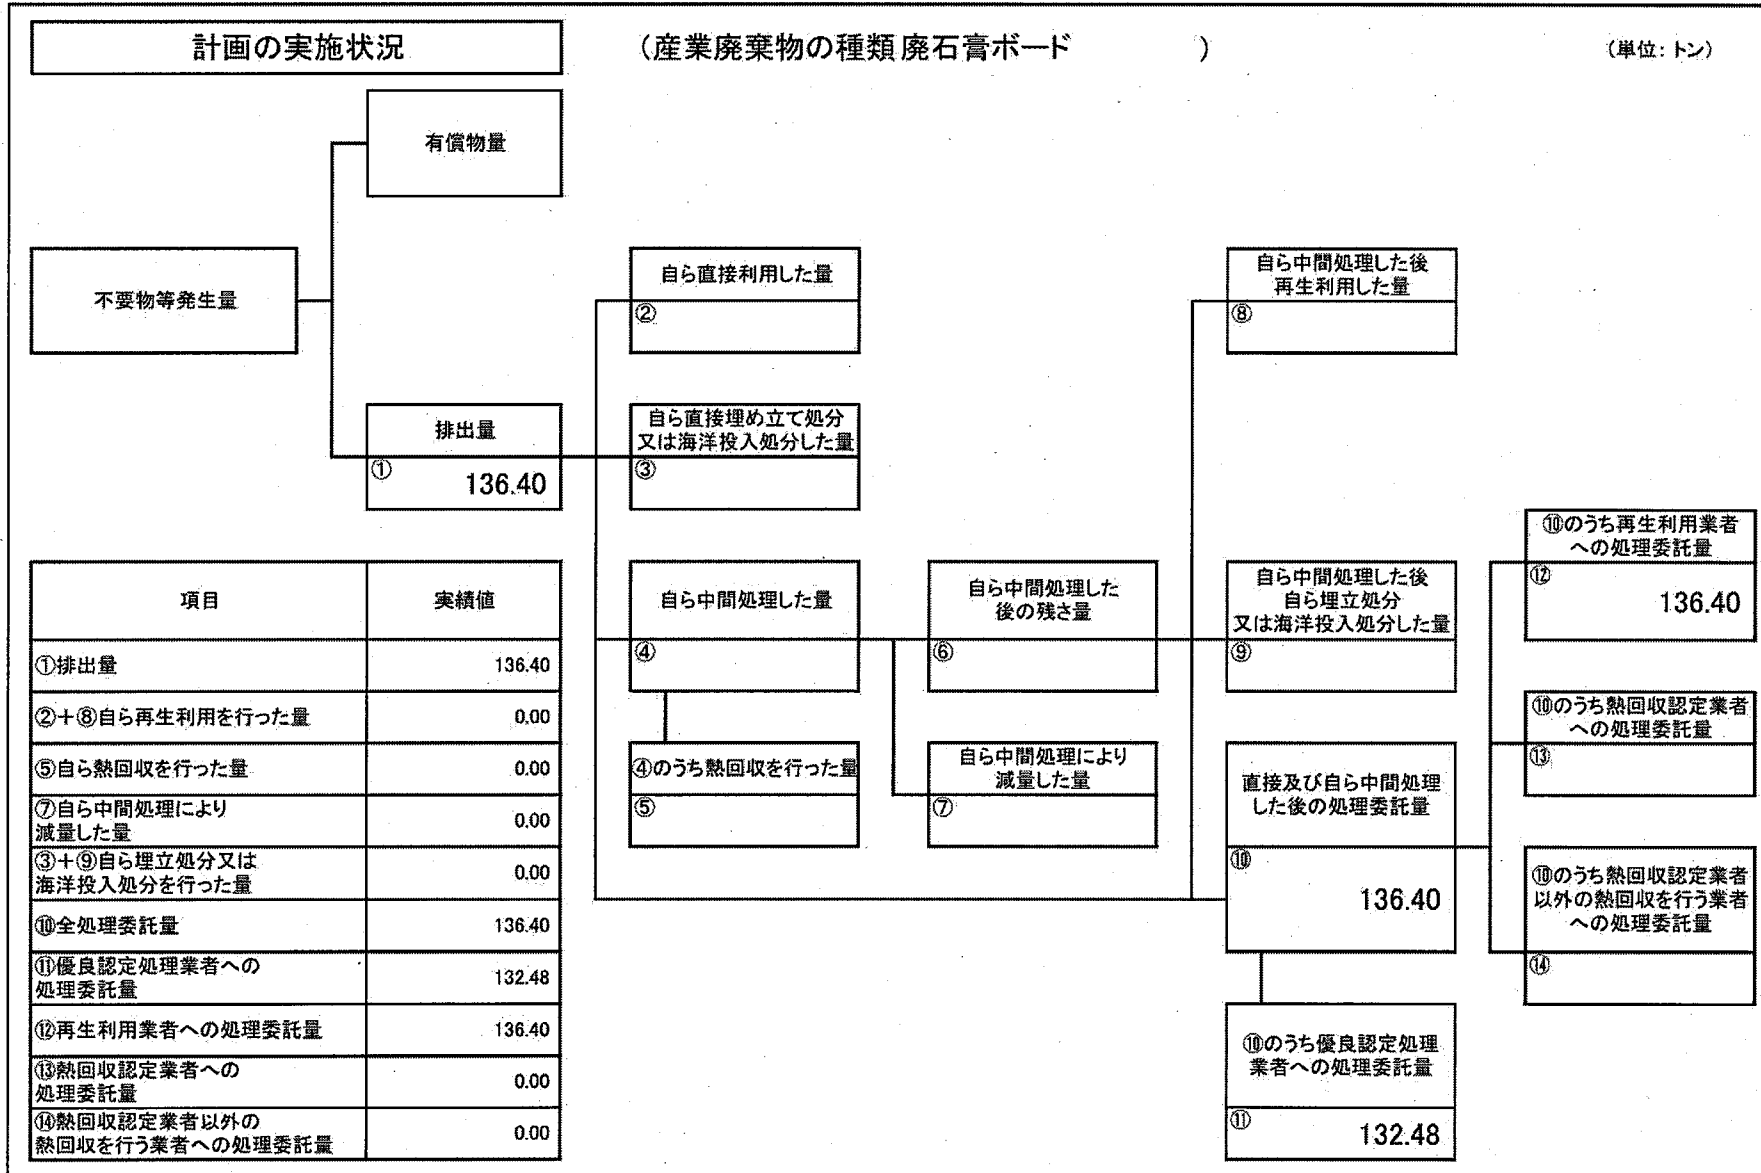 計画の実施状況
（産業廃棄物の種類 廃石膏ボード　　　　　）
（単位：トン）
有償物量
不要物等発生量
自ら直接利用した量
②
自ら中間処理した後
再生利用した量
⑧
排出量
①
136.40
自ら直接埋め立て処分
又は海洋投入処分した量
③
⑩のうち再生利用業者
への処理委託量
⑫
136.40
自ら中間処理した量
④
自ら中間処理した
後の残さ量
⑥
自ら中間処理した後
自ら埋立処分
又は海洋投入処分した量
⑨
⑩のうち熱回収認定業者
への処理委託量
⑬
④のうち熱回収を行った量
⑤
自ら中間処理により
減量した量
⑦
直接及び自ら中間処理
した後の処理委託量
⑩
136.40
⑩のうち熱回収認定業者
以外の熱回収を行う業者
への処理委託量
⑭
⑩のうち優良認定処理
業者への処理委託量
⑪
132.48
項目 実績値
①排出量 136.40
②＋⑧自ら再生利用を行った量 0.00
⑤自ら熱回収を行った量 0.00
⑦自ら中間処理により
減量した量 0.00
③＋⑨自ら埋立処分又は
海洋投入処分を行った量 0.00
⑩全処理委託量 136.40
⑪優良認定処理業者への
処理委託量 132.48
⑫再生利用業者への処理委託量 136.40
⑬熱回収認定業者への
処理委託量 0.00
⑭熱回収認定業者以外の
熱回収を行う業者への処理委託量 0.00